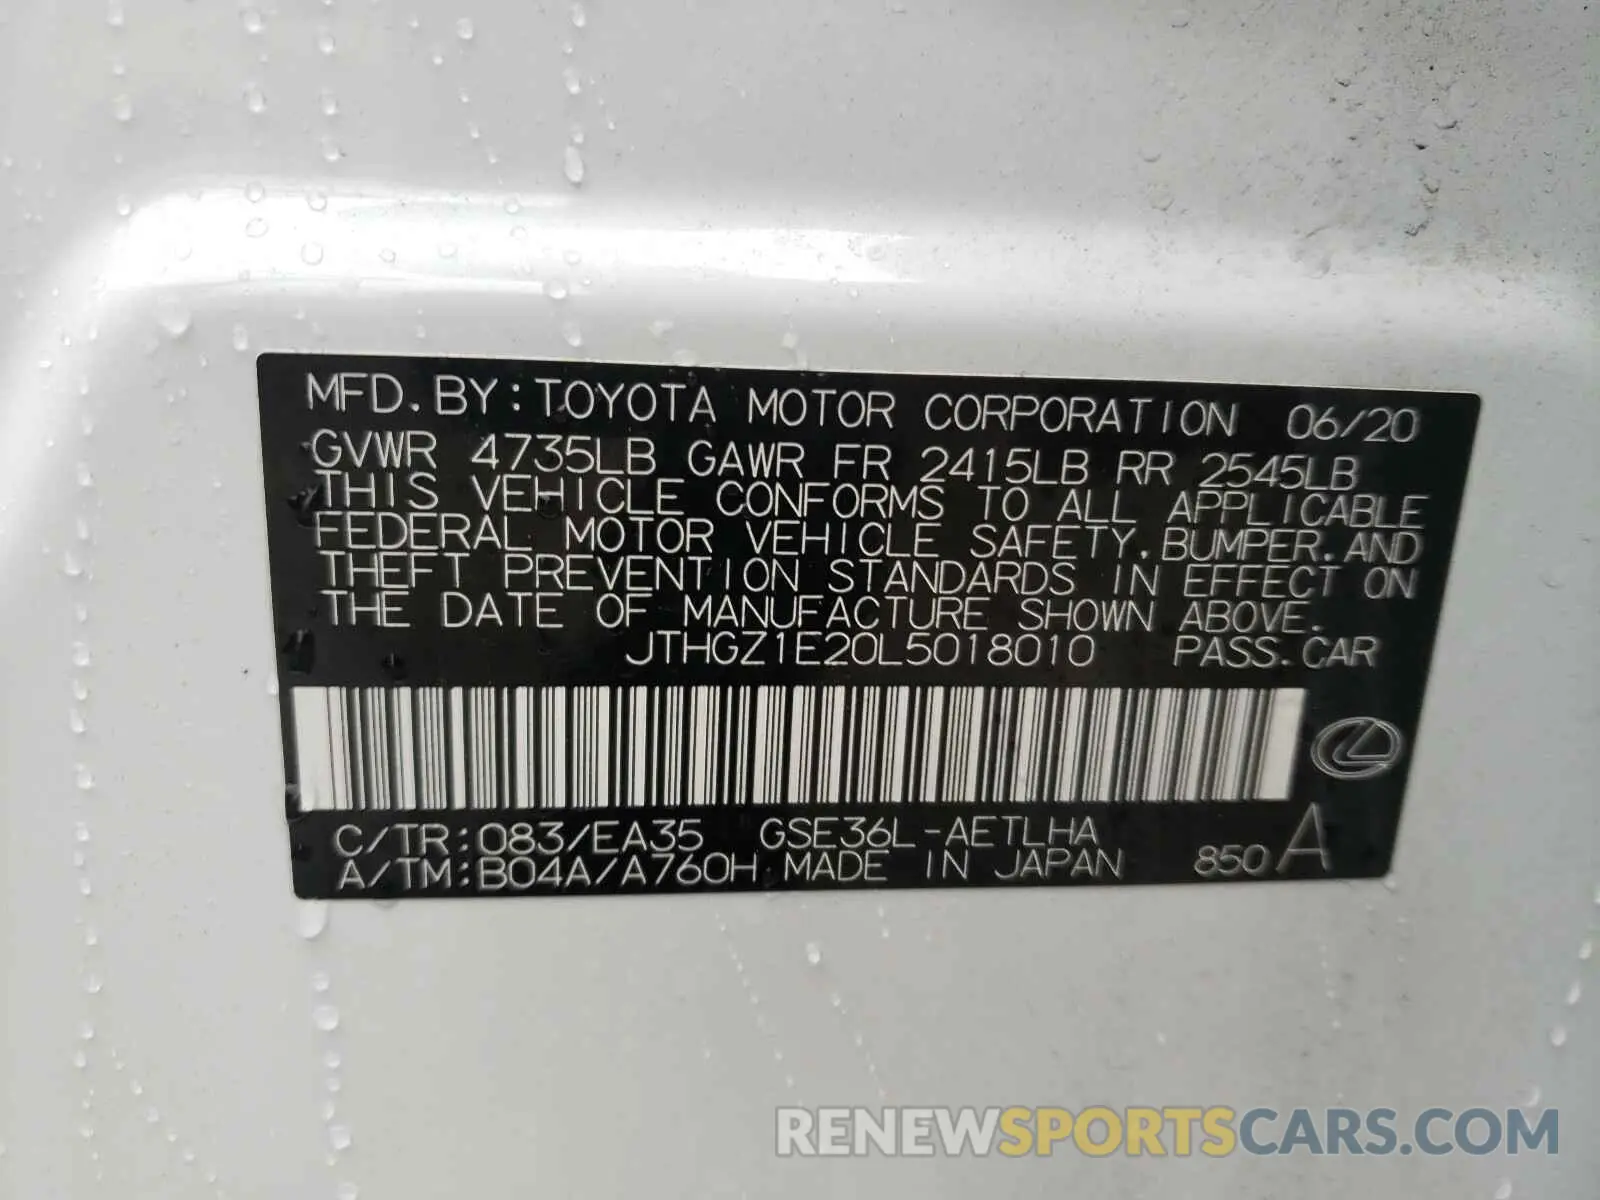 MFD. BY: TOYOTA MOTOR CORPORATION 06/20
GVWR 4735LB GAWR FR 2415LB RR 2545LB
THIS VEHICLE CONFORMS TO ALL APPLICABLE
FEDERAL MOTOR VEHICLE SAFETY, BUMPER, AND
THEFT PREVENTION STANDARDS IN EFFECT ON
THE DATE OF MANUFACTURE SHOWN ABOVE.
JTHGZ1E20L5018010 PASS. CAR
C/TR: 083/EA35 GSE36L-AETLHA
A/TM: B04A/A760H MADE IN JAPAN 850 A
RENEWSPORTSCARS.COM